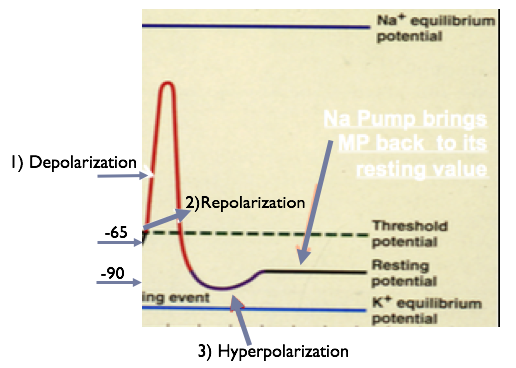 Na+ equilibrium
potential
Na Pump brings
MP back to its
resting value
1) Depolarization
2)Repolarization
-65
Threshold
potential
-90
Resting
potential
ing event
K+ equilibrium
potential
3) Hyperpolarization